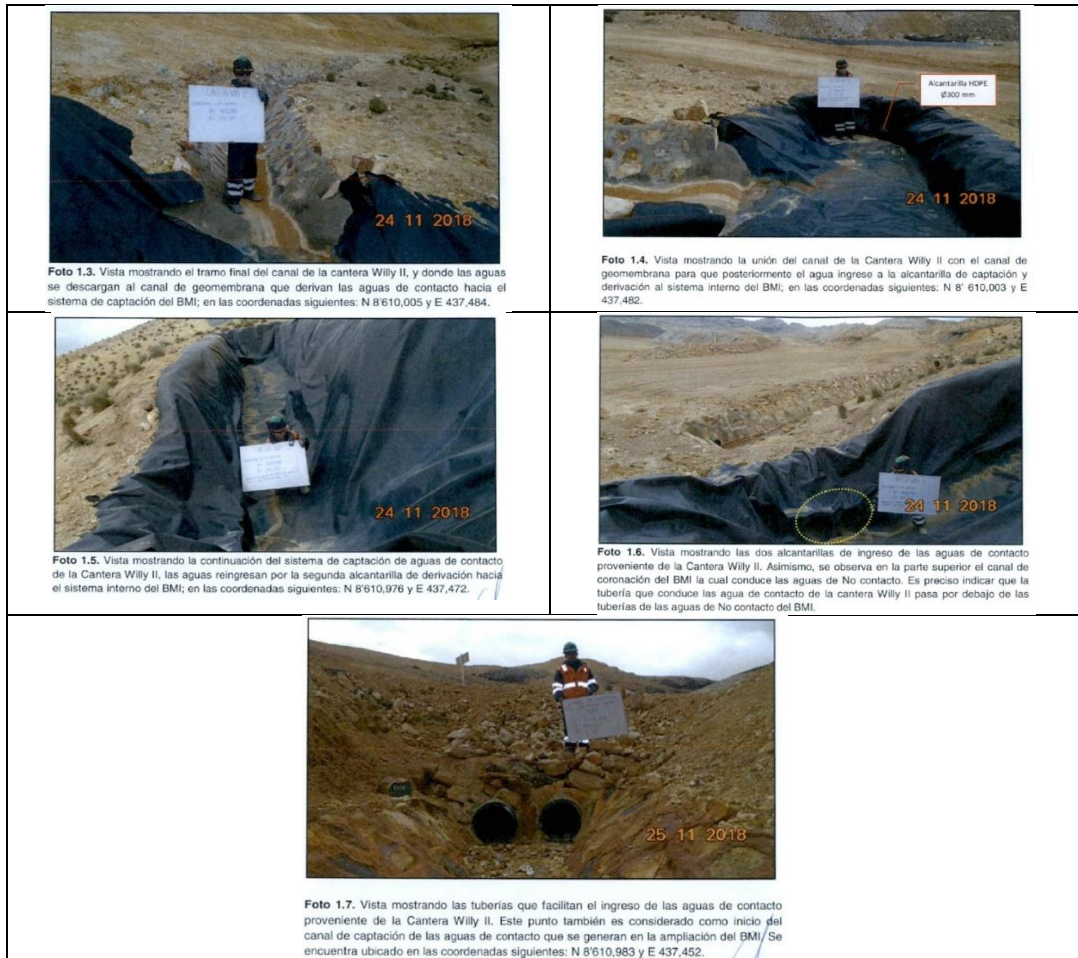 24 11 2018
Foto 1.3. Vista mostrando el tramo final del canal de la cantera Willy II, y donde las aguas
se descargan al canal de geomembrana que derivan las aguas de contacto hacia el
sistema de captación del BMI; en las coordenadas siguientes: N 8'610,005 y E 437,484.
Alcantarilla HDPE
Ø300 mm
24 11 2018
Foto 1.4. Vista mostrando la unión del canal de la Cantera Willy II con el canal de
geomembrana para que posteriormente el agua ingrese a la alcantarilla de captación y
derivación al sistema interno del BMI; en las coordenadas siguientes: N 8' 610,003 y E
437,482.
24 11 2018
Foto 1.5. Vista mostrando la continuación del sistema de captación de aguas de contacto
de la Cantera Willy II, las aguas reingresan por la segunda alcantarilla de derivación hacia
el sistema interno del BMI; en las coordenadas siguientes: N 8'610,976 y E 437,472.
24 11 2018
Foto 1.6. Vista mostrando las dos alcantarillas de ingreso de las aguas de contacto
proveniente de la Cantera Willy II. Asimismo, se observa en la parte superior el canal de
coronación del BMI la cual conduce las aguas de No contacto. Es preciso indicar que la
tubería que conduce las agua de contacto de la cantera Willy II pasa por debajo de las
tuberías de las aguas de No contacto del BMI.
25 11 2018
Foto 1.7. Vista mostrando las tuberías que facilitan el ingreso de las aguas de contacto
proveniente de la Cantera Willy II. Este punto también es considerado como inicio del
canal de captación de las aguas de contacto que se generan en la ampliación del BMI. Se
encuentra ubicado en las coordenadas siguientes: N 8'610,983 y E 437,452.